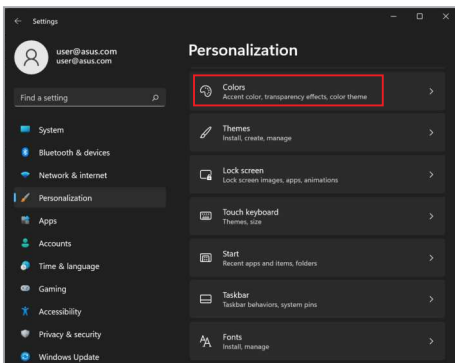 Settings
user@asus.com
user@asus.com
Find a setting
System
Bluetooth & devices
Network & internet
Personalization
Apps
Accounts
Time & language
Gaming
Accessibility
Privacy & security
Windows Update
Personalization
Colors
Accent color, transparency effects, color theme
Themes
Install, create, manage
Lock screen
Lock screen images, apps, animations
Touch keyboard
Themes, size
Start
Recent apps and items, folders
Taskbar
Taskbar behaviors, system pins
Fonts
Install, manage